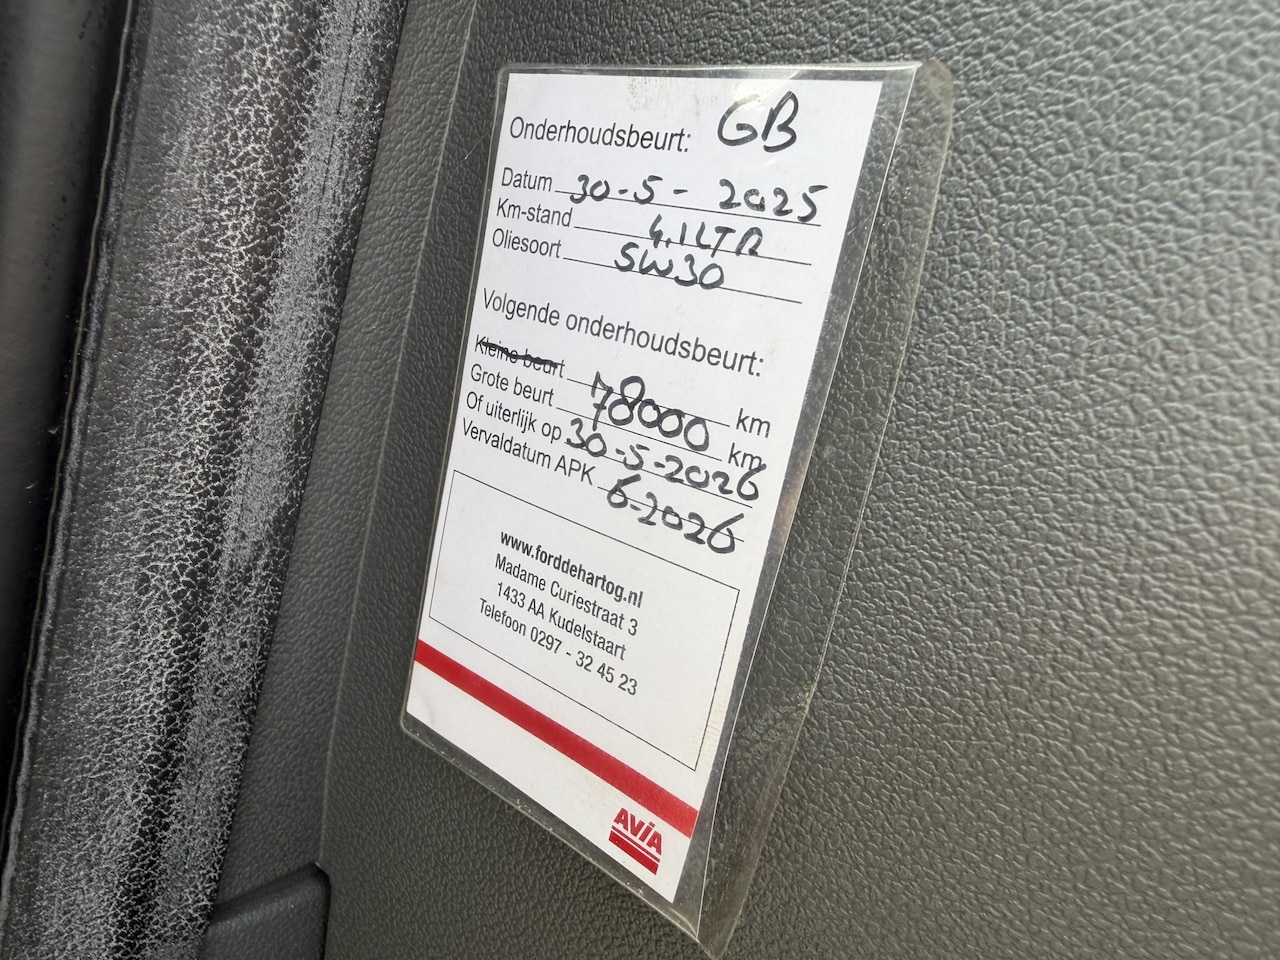 Onderhoudsbeurt: GB
Datum 30-5-2025
Km-stand 4.1LTR
Oliesoort 5W30
Volgende onderhoudsbeurt:
Kleine beurt km
Grote beurt 78000 km
Of uiterlijk op 30-5-2026
Vervaldatum APK 6-2026
www.forddehartog.nl
Madame Curiestraat 3
1433 AA Kudelstaart
Telefoon 0297 - 32 45 23
AVIA